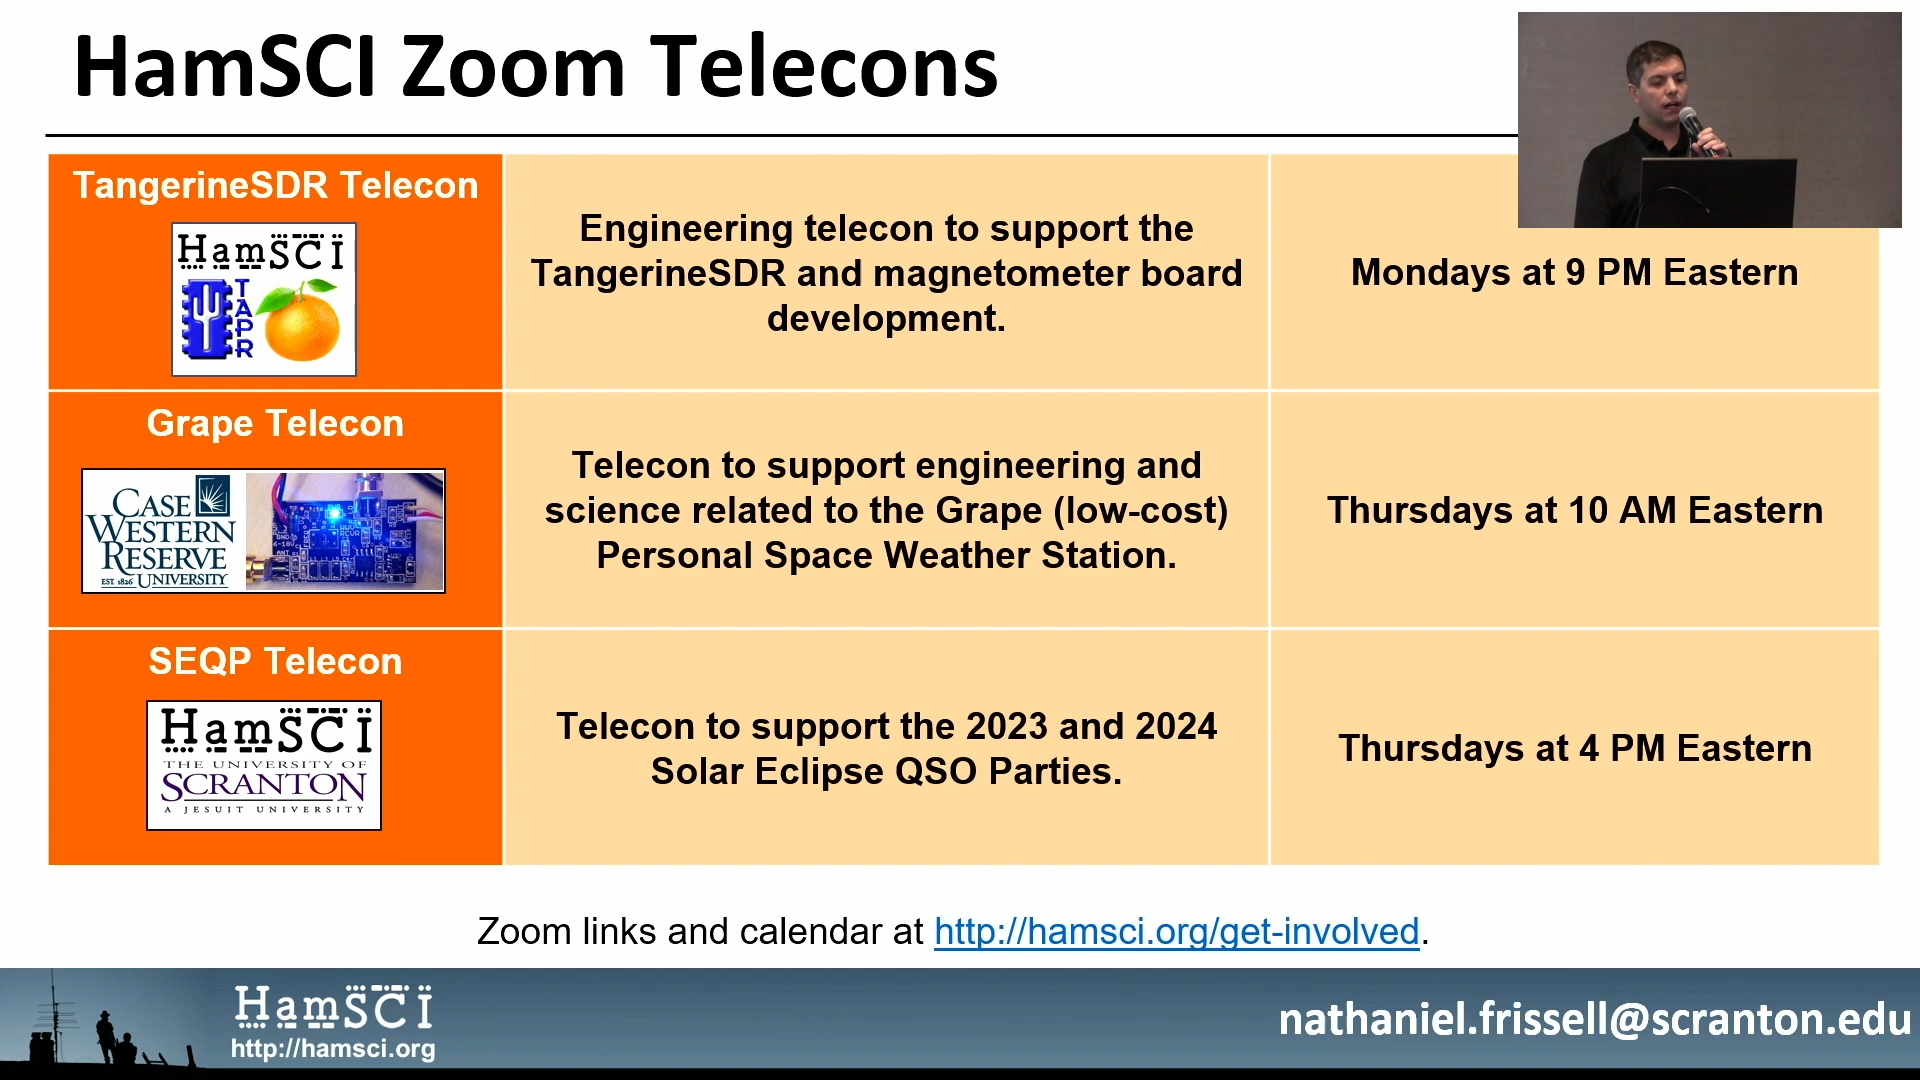 HamSCI Zoom Telecons
TangerineSDR Telecon
HamSCI
TAPR
Engineering telecon to support the
TangerineSDR and magnetometer board
development.
Mondays at 9 PM Eastern
Grape Telecon
CASE
WESTERN
RESERVE
EST. 1826 UNIVERSITY
Telecon to support engineering and
science related to the Grape (low-cost)
Personal Space Weather Station.
Thursdays at 10 AM Eastern
SEQP Telecon
HamSCI
THE UNIVERSITY OF
SCRANTON
A JESUIT UNIVERSITY
Telecon to support the 2023 and 2024
Solar Eclipse QSO Parties.
Thursdays at 4 PM Eastern
Zoom links and calendar at http://hamsci.org/get-involved.
HamSCI
http://hamsci.org
nathaniel.frissell@scranton.edu